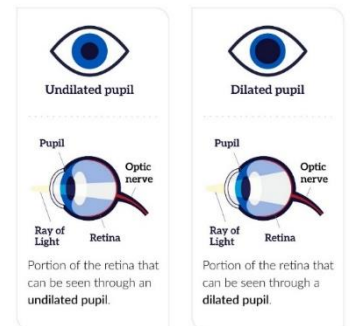 Undilated pupil
Pupil
Optic
nerve
Ray of
Light
Retina
Portion of the retina that
can be seen through an
undilated pupil.
Dilated pupil
Pupil
Optic
nerve
Ray of
Light
Retina
Portion of the retina that
can be seen through a
dilated pupil.